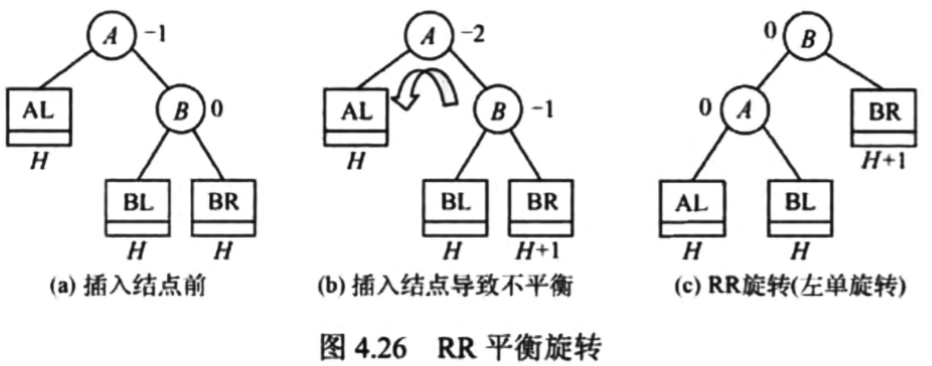 A -1
AL
H
B 0
BL
H
BR
H
(a) 插入结点前
A -2
AL
H
B -1
BL
H
BR
H+1
(b) 插入结点导致不平衡
0 B
0 A
BR
H+1
AL
H
BL
H
(c) RR旋转(左单旋转)
图 4.26 RR 平衡旋转